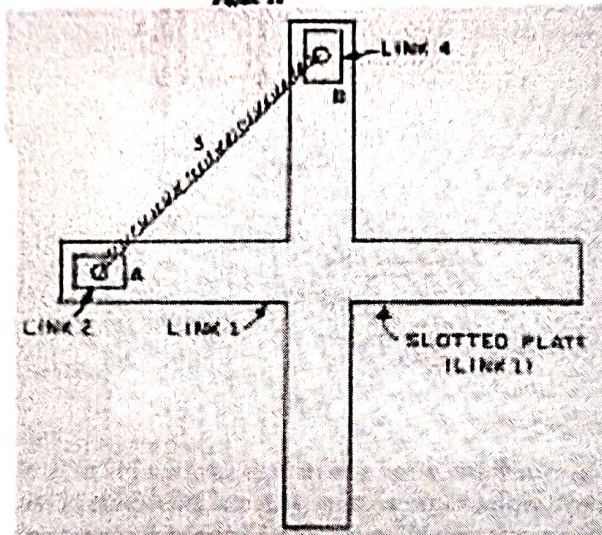 LINK 4
B
3
A
LINK 2
LINK 1
SLOTTED PLATE
(LINK 1)